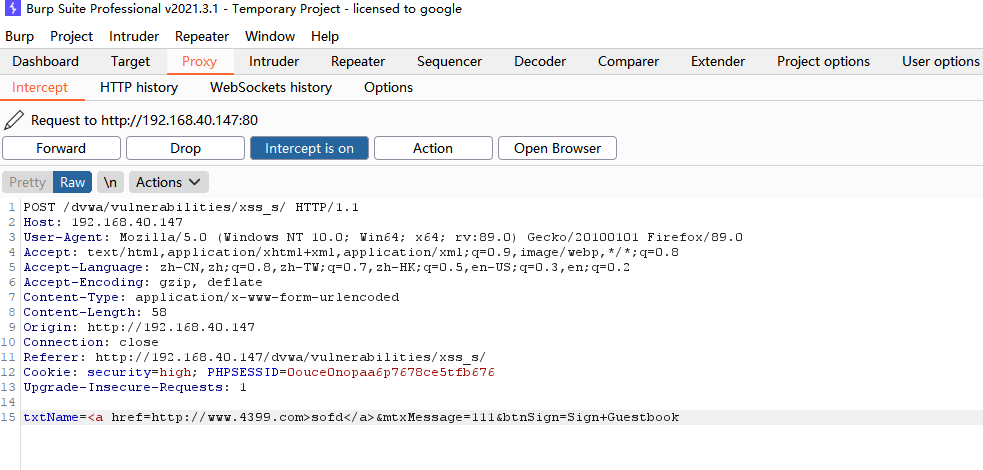 Burp Suite Professional v2021.3.1 - Temporary Project - licensed to google
Burp Project Intruder Repeater Window Help
Dashboard Target Proxy Intruder Repeater Sequencer Decoder Comparer Extender Project options User options
Intercept HTTP history WebSockets history Options
Request to http://192.168.40.147:80
Forward Drop Intercept is on Action Open Browser
Pretty Raw \n Actions
1 POST /dvwa/vulnerabilities/xss_s/ HTTP/1.1
2 Host: 192.168.40.147
3 User-Agent: Mozilla/5.0 (Windows NT 10.0; Win64; x64; rv:89.0) Gecko/20100101 Firefox/89.0
4 Accept: text/html,application/xhtml+xml,application/xml;q=0.9,image/webp,*/*;q=0.8
5 Accept-Language: zh-CN,zh;q=0.8,zh-TW;q=0.7,zh-HK;q=0.5,en-US;q=0.3,en;q=0.2
6 Accept-Encoding: gzip, deflate
7 Content-Type: application/x-www-form-urlencoded
8 Content-Length: 58
9 Origin: http://192.168.40.147
10 Connection: close
11 Referer: http://192.168.40.147/dvwa/vulnerabilities/xss_s/
12 Cookie: security=high; PHPSESSID=0ouce0nopaa6p7678ce5tfb676
13 Upgrade-Insecure-Requests: 1
14
15 txtName=<a href=http://www.4399.com>sofd</a>&mtxMessage=111&btnSign=Sign+Guestbook